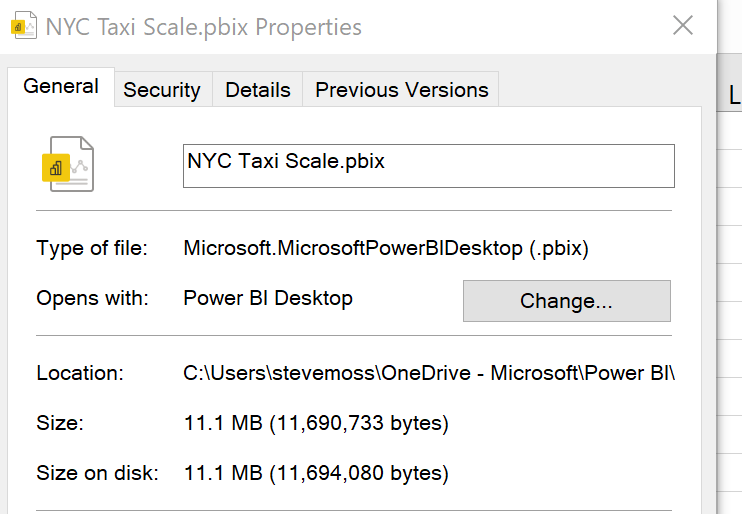 NYC Taxi Scale.pbix Properties
General Security Details Previous Versions
L
NYC Taxi Scale.pbix
Type of file: Microsoft.MicrosoftPowerBIDesktop (.pbix)
Opens with: Power BI Desktop Change...
Location: C:\Users\stevemoss\OneDrive - Microsoft\Power BI\
Size: 11.1 MB (11,690,733 bytes)
Size on disk: 11.1 MB (11,694,080 bytes)